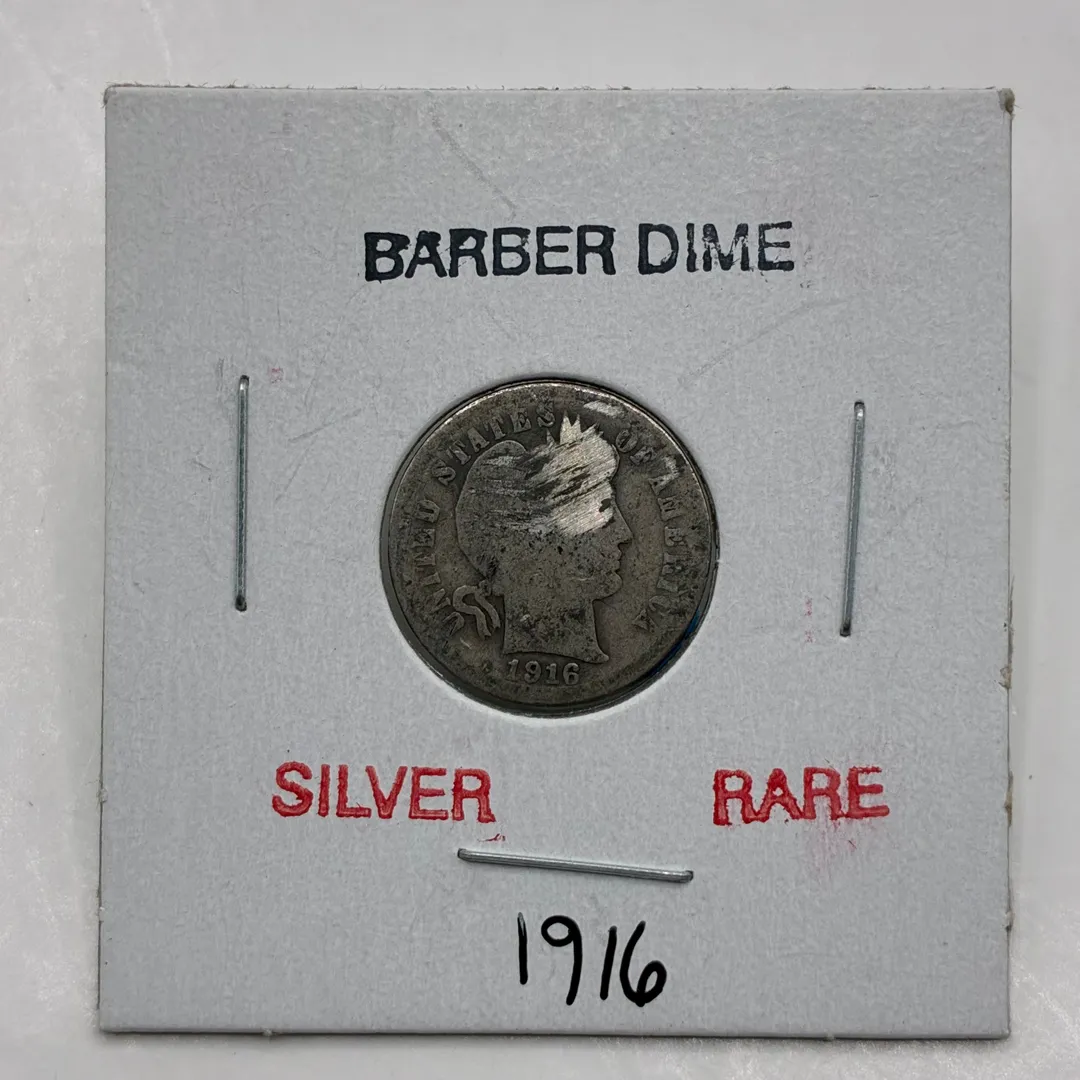 BARBER DIME
UNITED STATES OF AMERICA
1916
SILVER RARE
1916